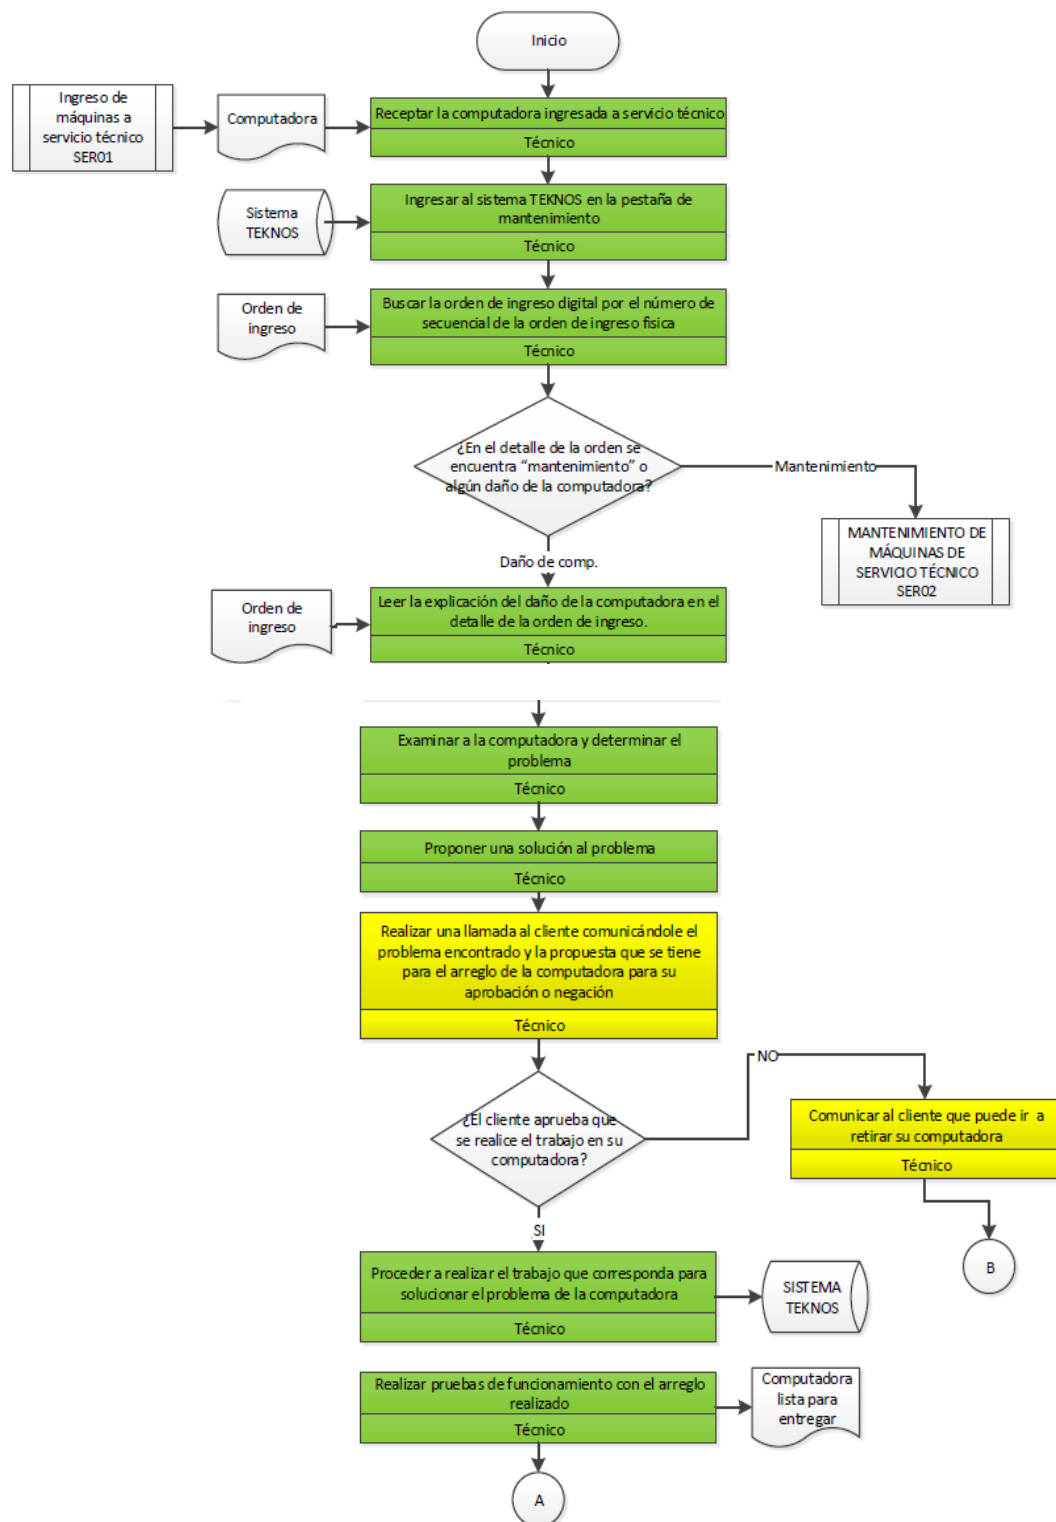 Inicio
Ingreso de
máquinas a
servicio técnico
SER01
Computadora
Receptar la computadora ingresada a servicio técnico
Técnico
Sistema
TEKNOS
Ingresar al sistema TEKNOS en la pestaña de
mantenimiento
Técnico
Orden de
ingreso
Buscar la orden de ingreso digital por el número de
secuencial de la orden de ingreso física
Técnico
¿En el detalle de la orden se
encuentra “mantenimiento” o
algún daño de la computadora?
Mantenimiento
MANTENIMIENTO DE
MÁQUINAS DE
SERVICIO TÉCNICO
SER02
Daño de comp.
Orden de
ingreso
Leer la explicación del daño de la computadora en el
detalle de la orden de ingreso.
Técnico
Examinar a la computadora y determinar el
problema
Técnico
Proponer una solución al problema
Técnico
Realizar una llamada al cliente comunicándole el
problema encontrado y la propuesta que se tiene
para el arreglo de la computadora para su
aprobación o negación
Técnico
¿El cliente aprueba que
se realice el trabajo en su
computadora?
NO
Comunicar al cliente que puede ir a
retirar su computadora
Técnico
B
SI
Proceder a realizar el trabajo que corresponda para
solucionar el problema de la computadora
Técnico
SISTEMA
TEKNOS
Realizar pruebas de funcionamiento con el arreglo
realizado
Técnico
Computadora
lista para
entregar
A